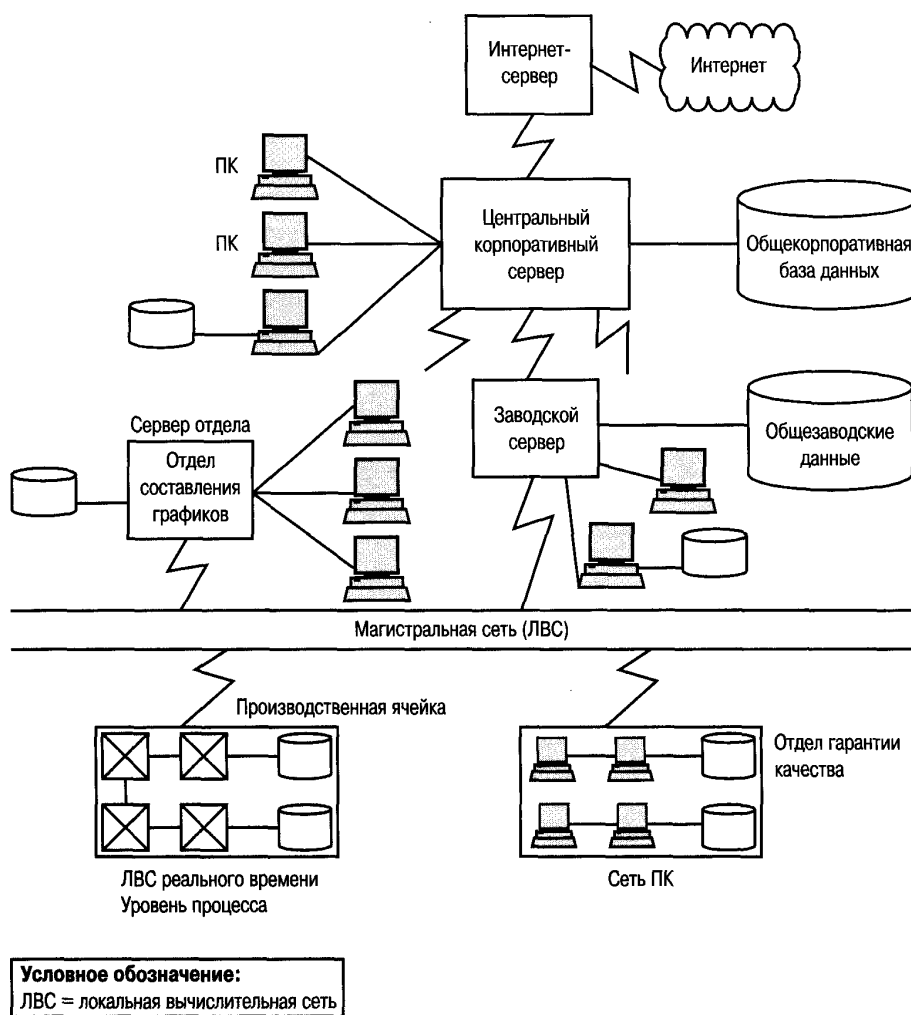 Интернет-
сервер
Интернет
ПК
ПК
Центральный
корпоративный
сервер
Общекорпоративная
база данных
Сервер отдела
Отдел
составления
графиков
Заводской
сервер
Общезаводские
данные
Магистральная сеть (ЛВС)
Производственная ячейка
Отдел гарантии
качества
ЛВС реального времени
Уровень процесса
Сеть ПК
Условное обозначение:
ЛВС = локальная вычислительная сеть